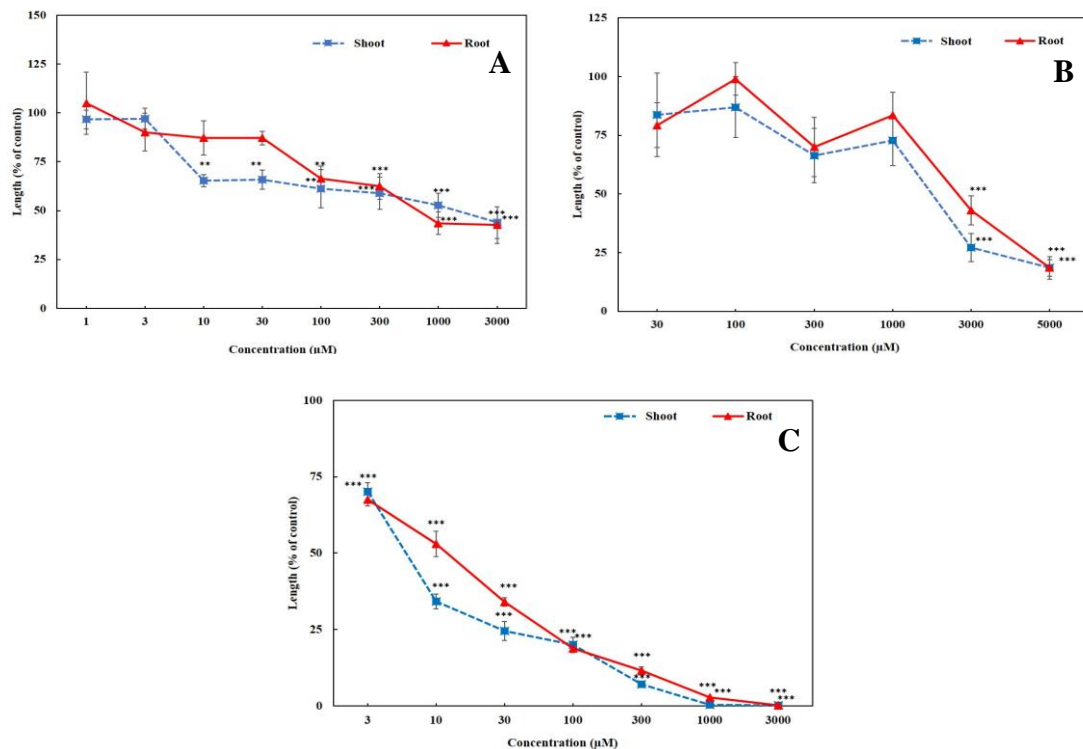 150
125
100
75
50
25
0
Length (% of control)
Shoot Root
A
** **
** ***
** *** ***
*** ***
*** ***
1 3 10 30 100 300 1000 3000
Concentration (µM)
125
100
75
50
25
0
Length (% of control)
Shoot Root
B
***
***
***
***
30 100 300 1000 3000 5000
Concentration (µM)
100
75
50
25
0
Length (% of control)
Shoot Root
C
***
***
***
***
***
***
*** ***
***
***
*** ***
*** ***
3 10 30 100 300 1000 3000
Concentration (µM)